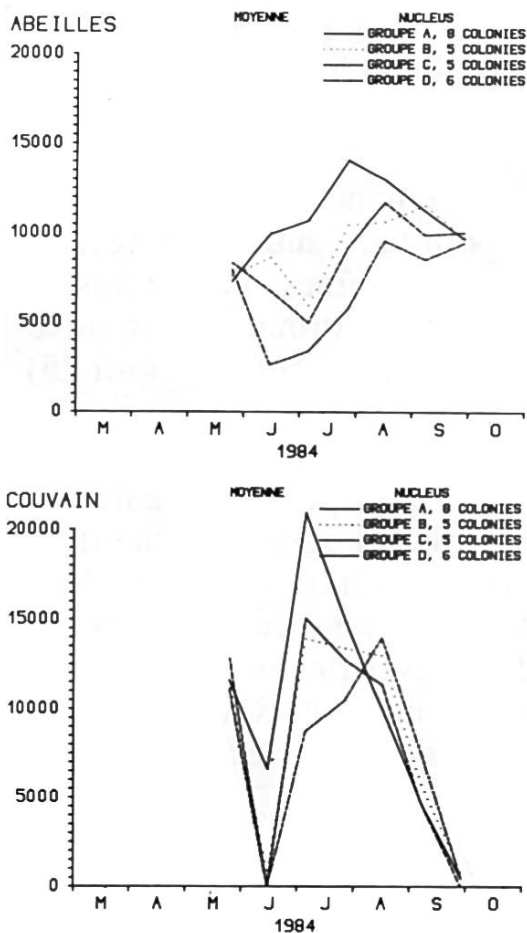 ABEILLES
MOYENNE
NUCLEUS
GROUPE A, 8 COLONIES
GROUPE B, 5 COLONIES
GROUPE C, 5 COLONIES
GROUPE D, 6 COLONIES
20000
15000
10000
5000
0
M A M J J A S O
1984
COUVAIN
MOYENNE
NUCLEUS
GROUPE A, 8 COLONIES
GROUPE B, 5 COLONIES
GROUPE C, 5 COLONIES
GROUPE D, 6 COLONIES
20000
15000
10000
5000
0
M A M J J A S O
1984